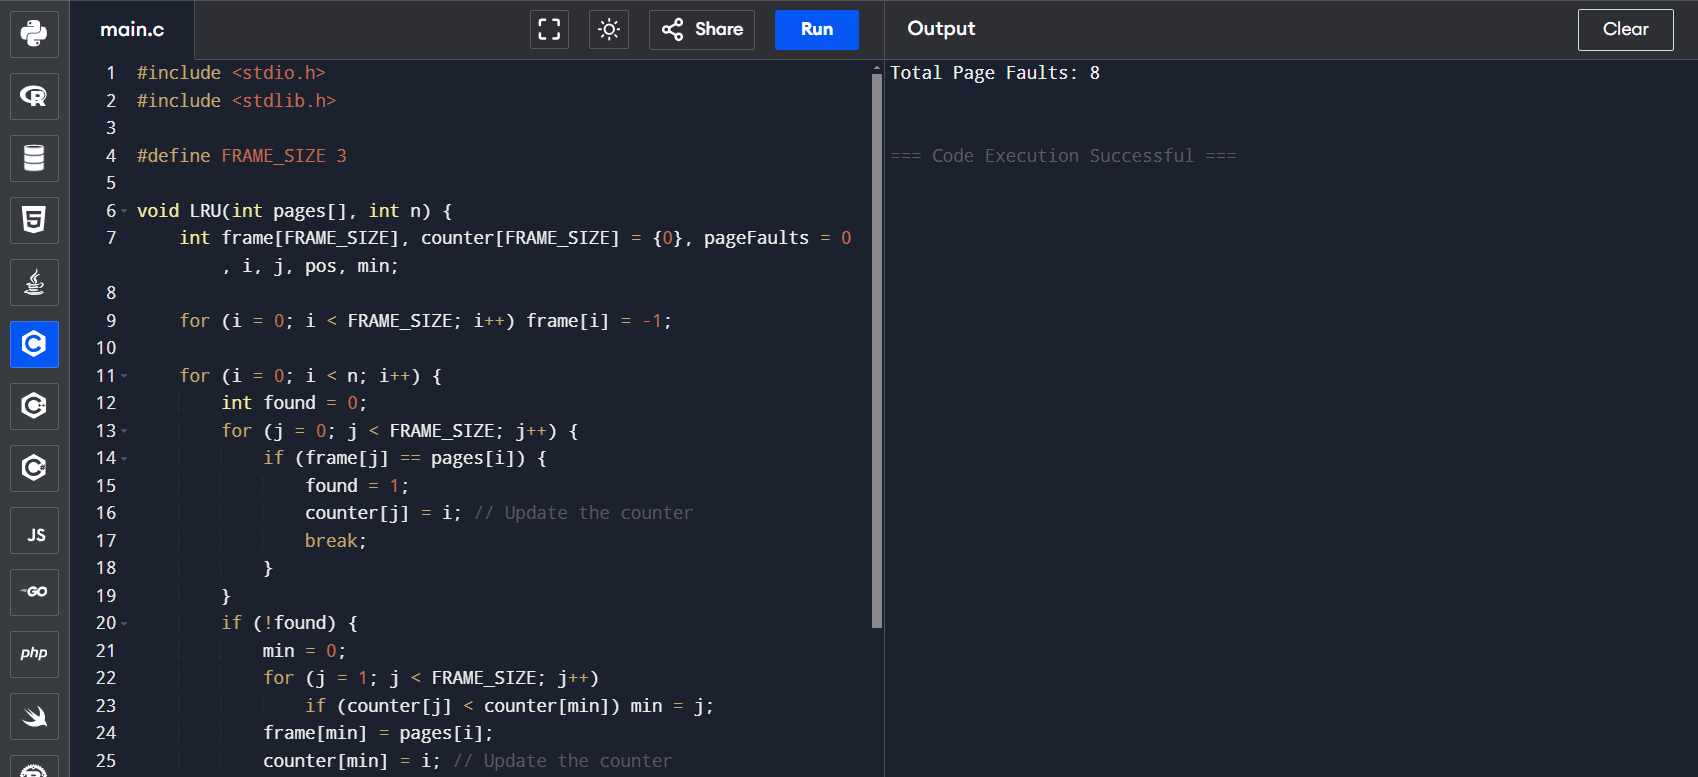 main.c
Share
Run
Output
Clear
1 #include <stdio.h>
2 #include <stdlib.h>
3
4 #define FRAME_SIZE 3
5
6 void LRU(int pages[], int n) {
7     int frame[FRAME_SIZE], counter[FRAME_SIZE] = {0}, pageFaults = 0
        , i, j, pos, min;
8
9     for (i = 0; i < FRAME_SIZE; i++) frame[i] = -1;
10
11     for (i = 0; i < n; i++) {
12         int found = 0;
13         for (j = 0; j < FRAME_SIZE; j++) {
14             if (frame[j] == pages[i]) {
15                 found = 1;
16                 counter[j] = i; // Update the counter
17                 break;
18             }
19         }
20         if (!found) {
21             min = 0;
22             for (j = 1; j < FRAME_SIZE; j++)
23                 if (counter[j] < counter[min]) min = j;
24             frame[min] = pages[i];
25             counter[min] = i; // Update the counter
Total Page Faults: 8
=== Code Execution Successful ===
R
5
C
C
C
JS
GO
php